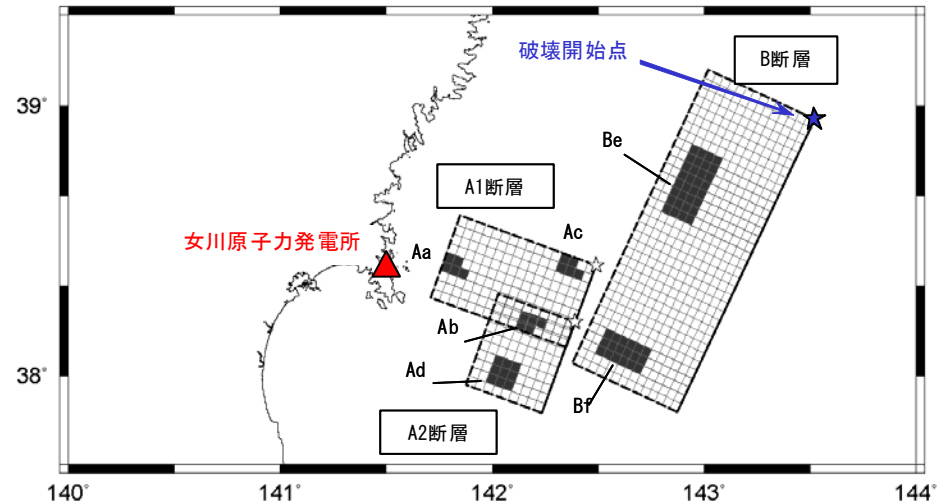 破壊開始点
B断層
39°
Be
A1断層
Ac
女川原子力発電所
Aa
Ab
38°
Ad
Bf
A2断層
140°
141°
142°
143°
144°